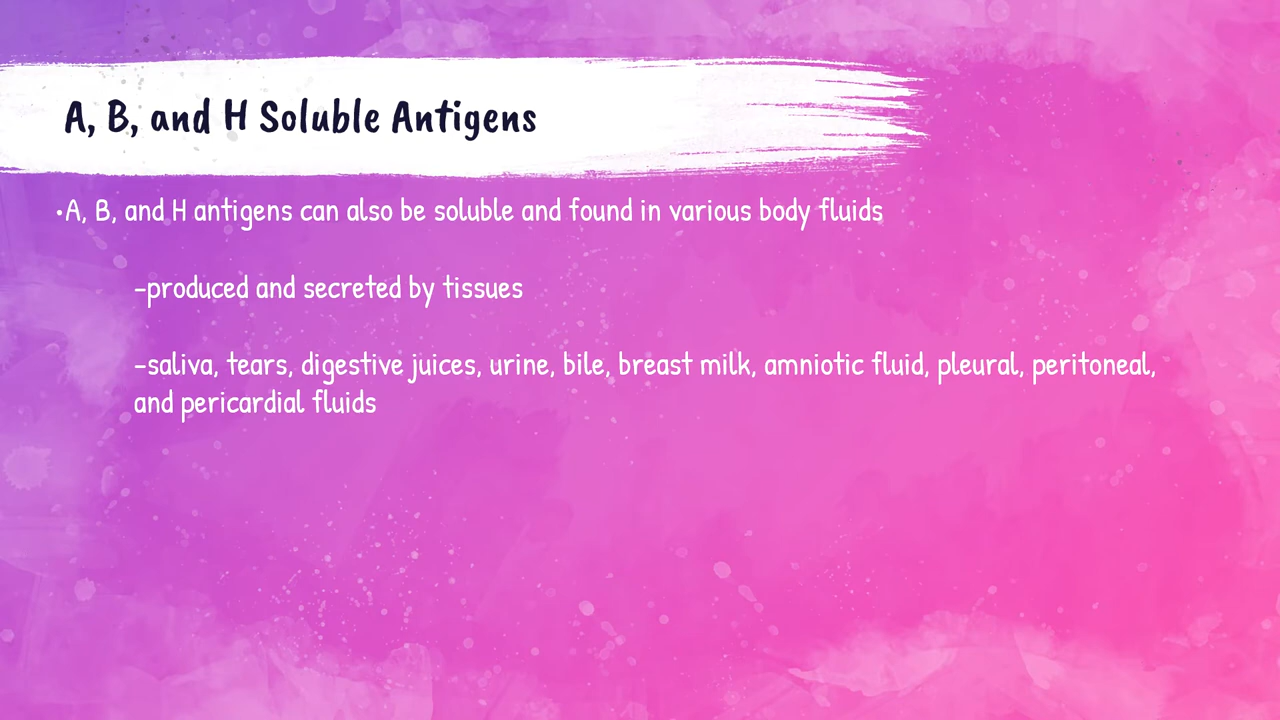 A, B, and H Soluble Antigens
•A, B, and H antigens can also be soluble and found in various body fluids
–produced and secreted by tissues
–saliva, tears, digestive juices, urine, bile, breast milk, amniotic fluid, pleural, peritoneal,
and pericardial fluids